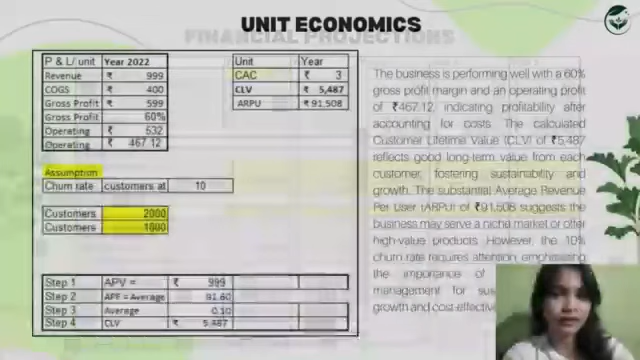 UNIT ECONOMICS
FINANCIAL PROJECTIONS
P & L/ unit Year 2022
Revenue ₹ 999
COGS ₹ 400
Gross Profit ₹ 599
Gross Profit 60%
Operating ₹ 532
Operating ₹ 467.12
Unit Year
CAC ₹ 3
CLV ₹ 5,487
ARPU ₹ 91,508
Assumption
Churn rate customers at 10
Customers 2000
Customers 1800
Step 1 APV = ₹ 999
Step 2 APF = Average 91.60
Step 3 Average 0.10
Step 4 CLV ₹ 5,487
The business is performing well with a 60%
gross profit margin and an operating profit
of ₹467.12, indicating profitability after
accounting for costs. The calculated
Customer Lifetime Value (CLV) of ₹5,487
reflects good long-term value from each
customer, fostering sustainability and
growth. The substantial Average Revenue
Per User (ARPU) of ₹91,508 suggests the
business may serve a niche market or offer
high-value products. However, the 10%
churn rate requires attention, emphasising
the importance of
management for
growth and